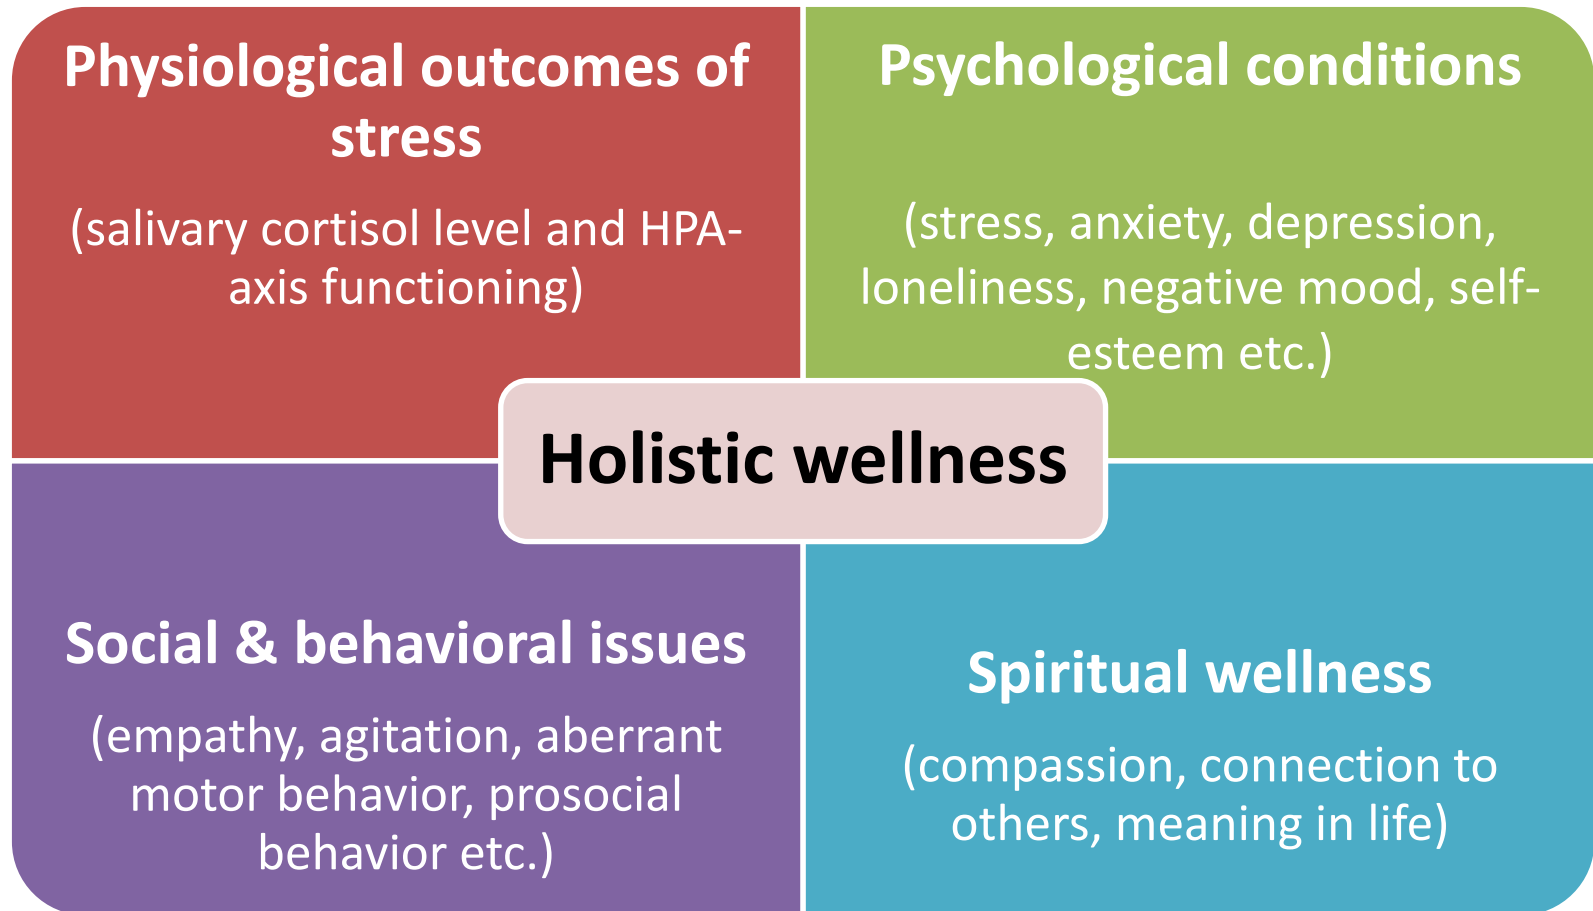 Physiological outcomes of
stress
(salivary cortisol level and HPA-
axis functioning)
Psychological conditions
(stress, anxiety, depression,
loneliness, negative mood, self-
esteem etc.)
Holistic wellness
Social & behavioral issues
(empathy, agitation, aberrant
motor behavior, prosocial
behavior etc.)
Spiritual wellness
(compassion, connection to
others, meaning in life)